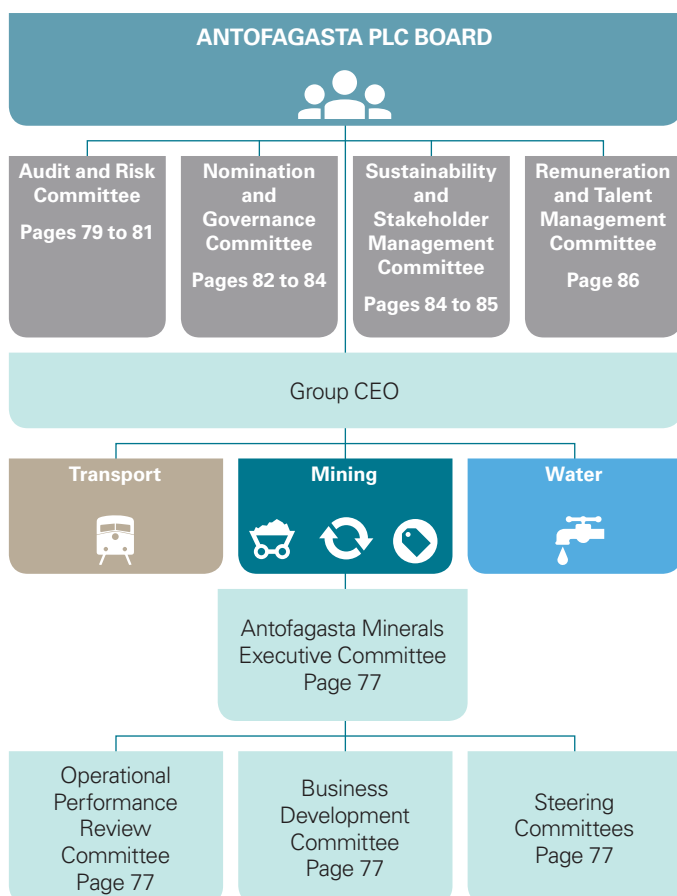 ANTOFAGASTA PLC BOARD
Audit and Risk
Committee
Pages 79 to 81
Nomination
and
Governance
Committee
Pages 82 to 84
Sustainability
and
Stakeholder
Management
Committee
Pages 84 to 85
Remuneration
and Talent
Management
Committee
Page 86
Group CEO
Transport
Mining
Water
Antofagasta Minerals
Executive Committee
Page 77
Operational
Performance
Review
Committee
Page 77
Business
Development
Committee
Page 77
Steering
Committees
Page 77